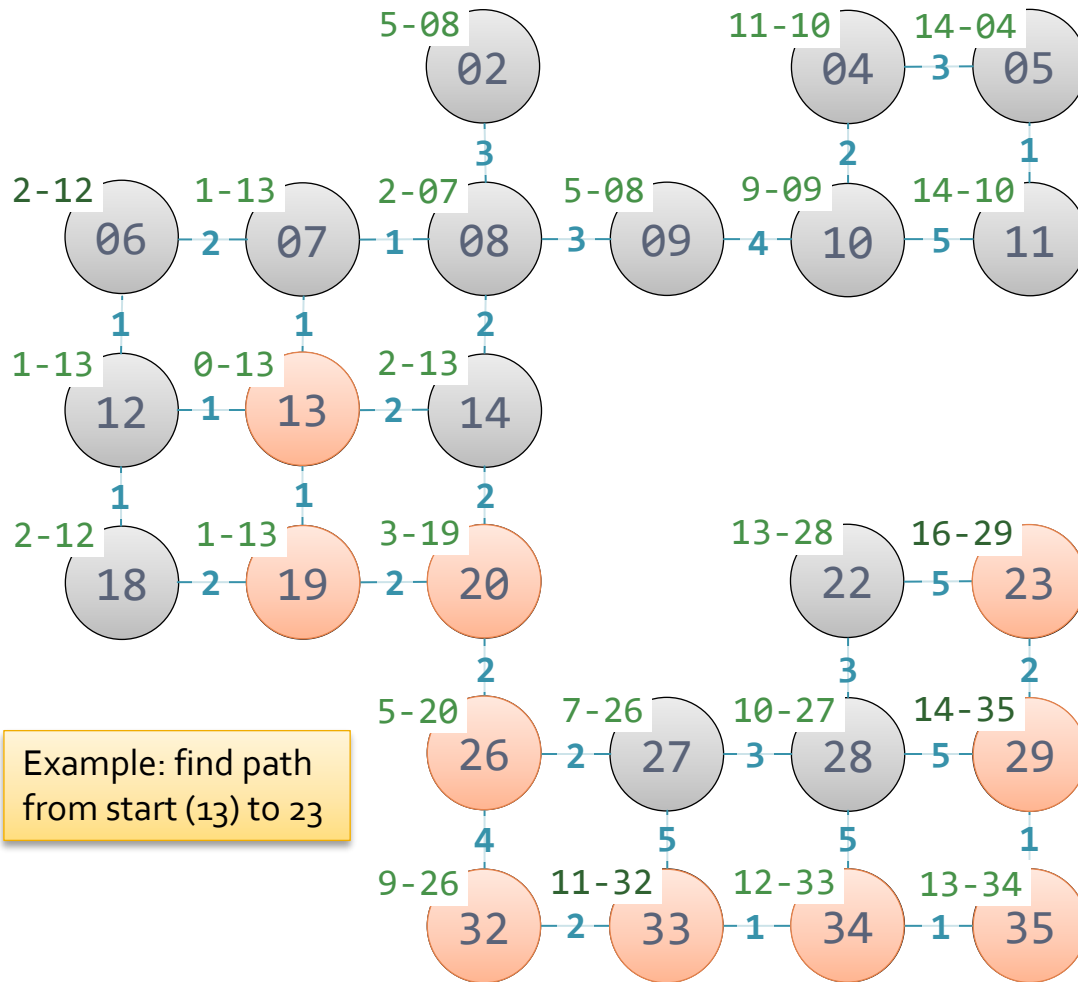 5-08 11-10 14-04
02 04 3 05
3 2 1
2-12 1-13 2-07 5-08 9-09 14-10
06 2 07 1 08 3 09 4 10 5 11
1 1 2
1-13 0-13 2-13
12 1 13 2 14
1 1 2
2-12 1-13 3-19 13-28 16-29
18 2 19 2 20 22 5 23
2 3 2
5-20 7-26 10-27 14-35
26 2 27 3 28 5 29
Example: find path
from start (13) to 23
4 5 5 1
9-26 11-32 12-33 13-34
32 2 33 1 34 1 35